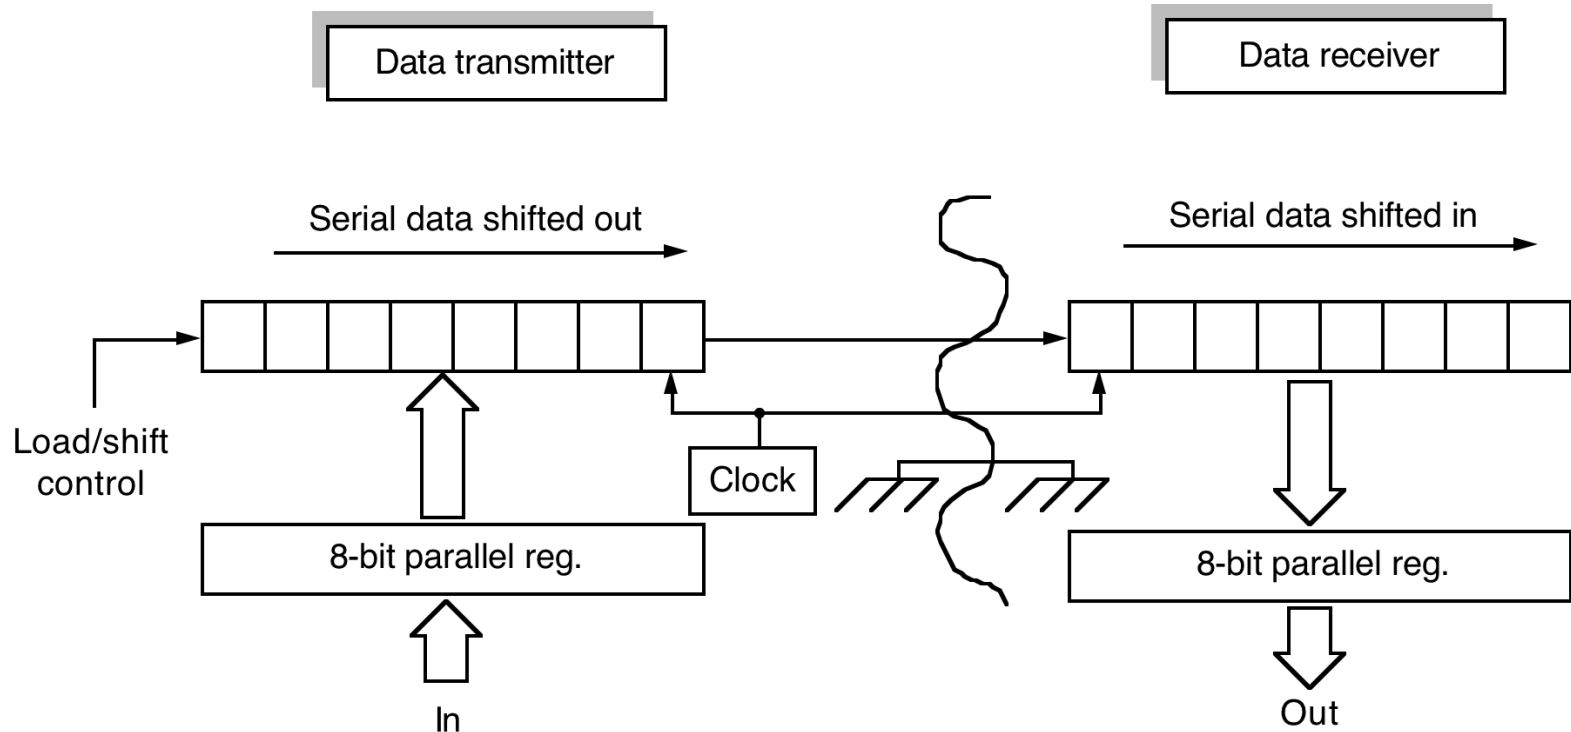 Data transmitter
Data receiver
Serial data shifted out
Serial data shifted in
Load/shift
control
Clock
8-bit parallel reg.
8-bit parallel reg.
In
Out